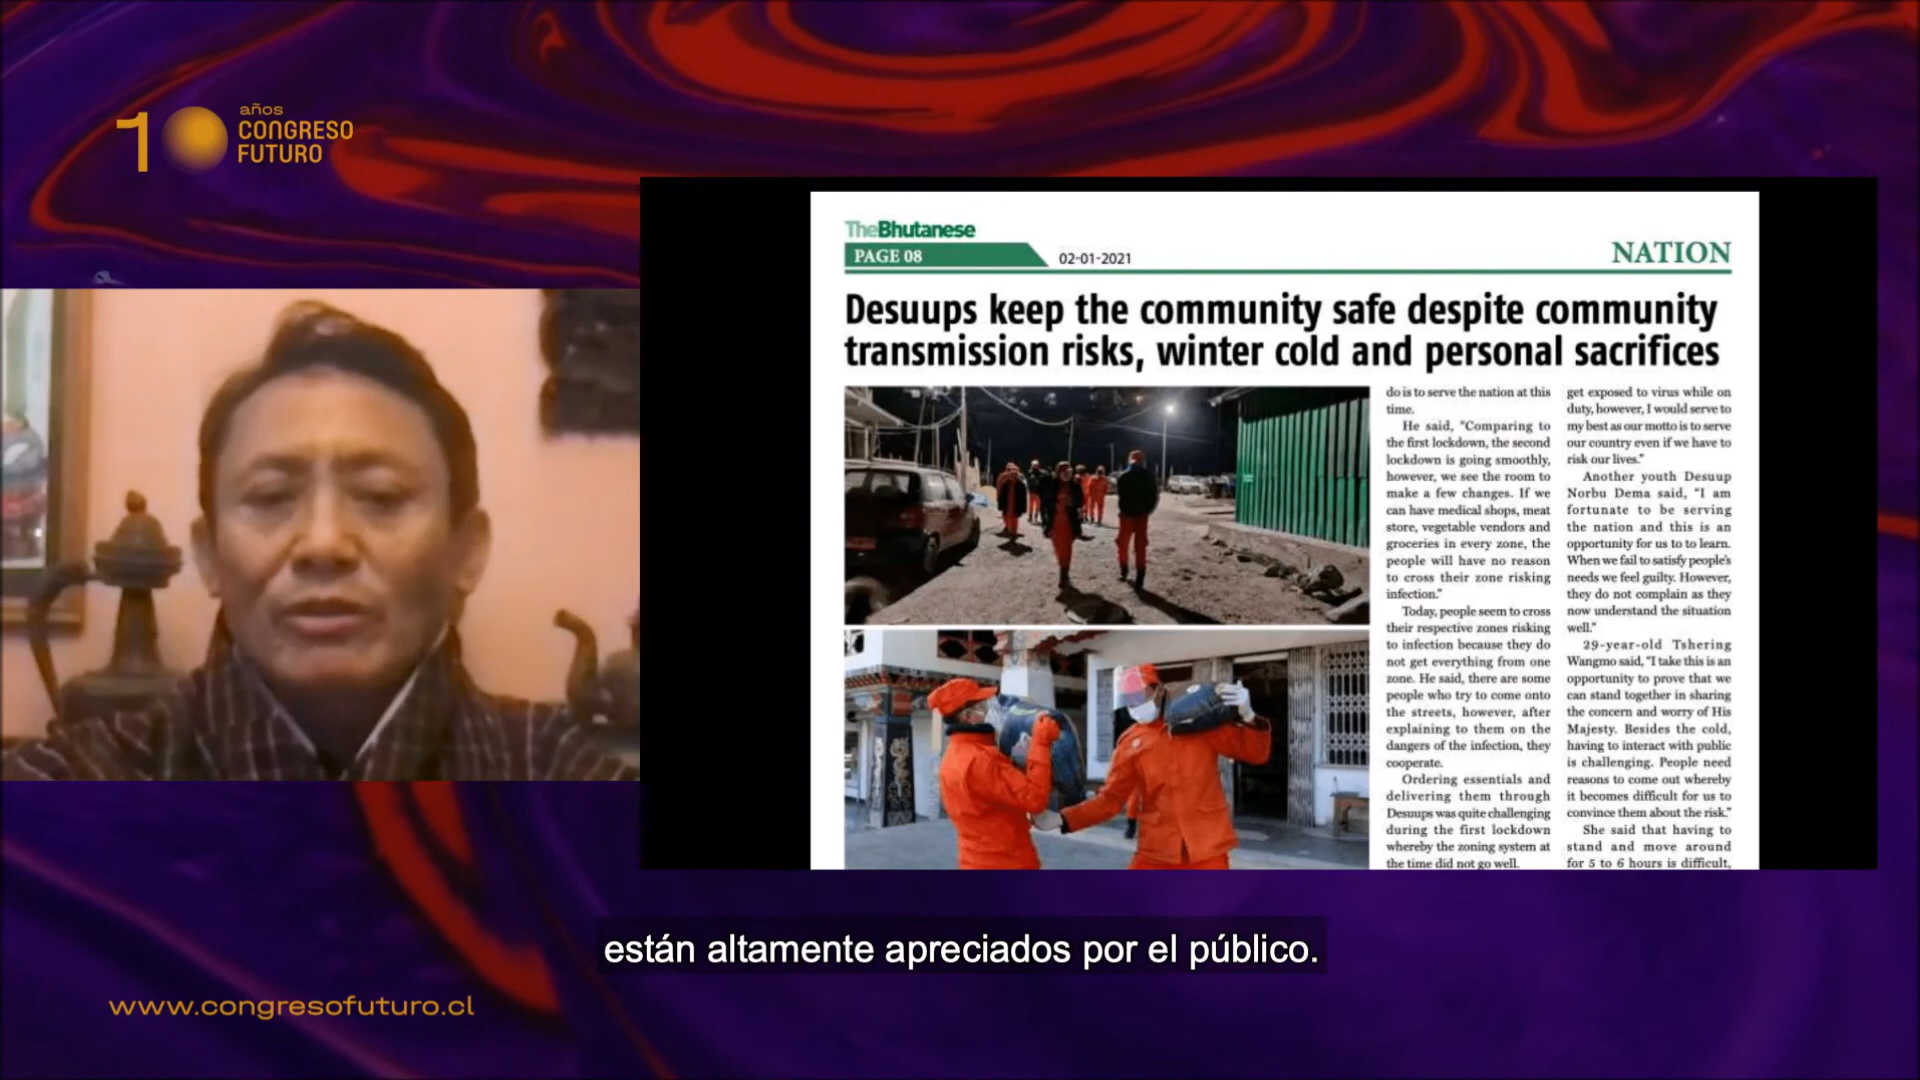 10 años
CONGRESO
FUTURO
TheBhutanese
PAGE 08
02-01-2021
NATION
Desuups keep the community safe despite community
transmission risks, winter cold and personal sacrifices
do is to serve the nation at this
time.
He said, "Comparing to
the first lockdown, the second
lockdown is going smoothly,
however, we see the room to
make a few changes. If we
can have medical shops, meat
store, vegetable vendors and
groceries in every zone, the
people will have no reason
to cross their zone risking
infection."
Today, people seem to cross
their respective zones risking
to infection because they do
not get everything from one
zone. He said, there are some
people who try to come onto
the streets, however, after
explaining to them on the
dangers of the infection, they
cooperate.
Ordering essentials and
delivering them through
Desuups was quite challenging
during the first lockdown
whereby the zoning system at
the time did not go well.
get exposed to virus while on
duty, however, I would serve to
my best as our motto is to serve
our country even if we have to
risk our lives."
Another youth Desuup
Norbu Dema said, "I am
fortunate to be serving
the nation and this is an
opportunity for us to to learn.
When we fail to satisfy people's
needs we feel guilty. However,
they do not complain as they
now understand the situation
well."
29-year-old Tshering
Wangmo said, "I take this is an
opportunity to prove that we
can stand together in sharing
the concern and worry of His
Majesty. Besides the cold,
having to interact with public
is challenging. People need
reasons to come out whereby
it becomes difficult for us to
convince them about the risk."
She said that having to
stand and move around
for 5 to 6 hours is difficult,
están altamente apreciados por el público.
www.congresofuturo.cl